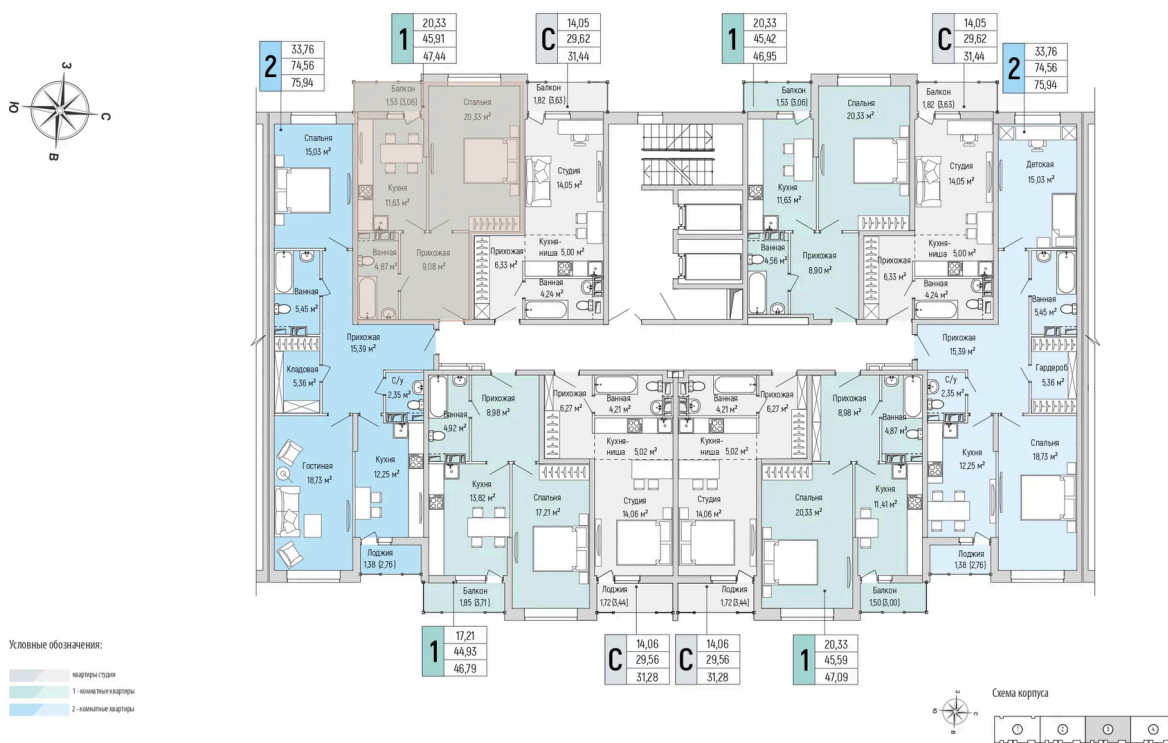 2
33,76
74,56
75,94
1
20,33
45,91
47,44
С
14,05
29,62
31,44
1
20,33
45,42
46,95
С
14,05
29,62
31,44
2
33,76
74,56
75,94
З
Ю
С
В
Балкон
1,53 (3,06)
Спальня
20,33 м²
Балкон
1,82 (3,63)
Балкон
1,53 (3,06)
Спальня
20,33 м²
Балкон
1,82 (3,63)
Спальня
15,03 м²
Кухня
11,63 м²
Студия
14,05 м²
Кухня
11,63 м²
Студия
14,05 м²
Детская
15,03 м²
Ванная
4,87 м²
Прихожая
9,08 м²
Прихожая
6,33 м²
Кухня-
ниша 5,00 м²
Ванная
4,24 м²
Ванная
4,56 м²
Прихожая
8,90 м²
Прихожая
6,33 м²
Кухня-
ниша 5,00 м²
Ванная
4,24 м²
Ванная
5,45 м²
Ванная
5,45 м²
Прихожая
15,39 м²
Прихожая
15,39 м²
Кладовая
5,36 м²
С/у
2,35 м²
Ванная
4,92 м²
Прихожая
8,98 м²
Прихожая
6,27 м²
Ванная
4,21 м²
Ванная
4,21 м²
Прихожая
6,27 м²
Прихожая
8,98 м²
Ванная
4,87 м²
С/у
2,35 м²
Гардероб
5,36 м²
Кухня-
ниша 5,02 м²
Кухня-
ниша 5,02 м²
Гостиная
18,73 м²
Кухня
12,25 м²
Кухня
13,82 м²
Спальня
17,21 м²
Студия
14,06 м²
Студия
14,06 м²
Спальня
20,33 м²
Кухня
11,41 м²
Кухня
12,25 м²
Спальня
18,73 м²
Лоджия
1,38 (2,76)
Балкон
1,85 (3,71)
Лоджия
1,72 (3,44)
Лоджия
1,72 (3,44)
Балкон
1,50 (3,00)
Лоджия
1,38 (2,76)
1
17,21
44,93
46,79
С
14,06
29,56
31,28
С
14,06
29,56
31,28
1
20,33
45,59
47,09
Условные обозначения:
квартиры студии
1 - комнатные квартиры
2 - комнатные квартиры
З
Ю
С
В
Схема корпуса
1
2
3
4